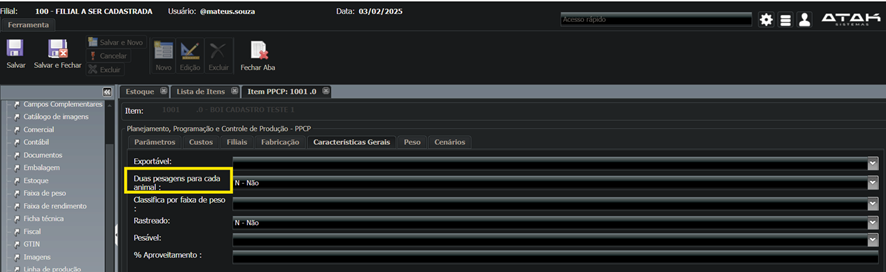 Filial: 100 - FILIAL A SER CADASTRADA Usuário: @mateus.souza Data: 03/02/2025
Acesso rápido
ATAK
SISTEMAS
Ferramenta
Salvar
Salvar e Fechar
Salvar e Novo
Cancelar
Excluir
Novo
Edição
Excluir
Fechar Aba
Estoque
Lista de Itens
Item PPCP: 1001 .0
Campos Complementares
Catálogo de imagens
Comercial
Contábil
Documentos
Embalagem
Estoque
Faixa de peso
Faixa de rendimento
Ficha técnica
Fiscal
GTIN
Imagens
Linha de produção
Item: 1001 .0 - BOI CADASTRO TESTE 1
Planejamento, Programação e Controle de Produção - PPCP
Parâmetros
Custos
Filiais
Fabricação
Características Gerais
Peso
Cenários
Exportável:
Duas pesagens para cada
animal :
N - Não
Classifica por faixa de peso
:
Rastreado:
N - Não
Pesável:
% Aproveitamento :